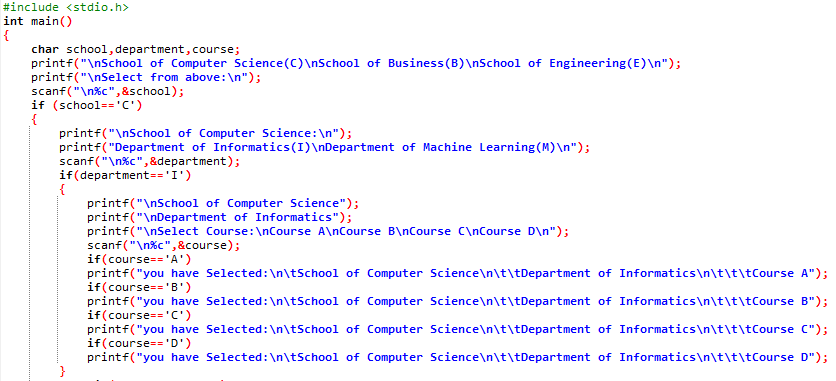 #include <stdio.h>
int main()
{
char school,department,course;
printf("\nSchool of Computer Science(C)\nSchool of Business(B)\nSchool of Engineering(E)\n");
printf("\nSelect from above:\n");
scanf("\n%c",&school);
if (school=='C')
{
printf("\nSchool of Computer Science:\n");
printf("Department of Informatics(I)\nDepartment of Machine Learning(M)\n");
scanf("\n%c",&department);
if(department=='I')
{
printf("\nSchool of Computer Science");
printf("\nDepartment of Informatics");
printf("\nSelect Course:\nCourse A\nCourse B\nCourse C\nCourse D\n");
scanf("\n%c",&course);
if(course=='A')
printf("you have Selected:\n\tSchool of Computer Science\n\t\tDepartment of Informatics\n\t\t\tCourse A");
if(course=='B')
printf("you have Selected:\n\tSchool of Computer Science\n\t\tDepartment of Informatics\n\t\t\tCourse B");
if(course=='C')
printf("you have Selected:\n\tSchool of Computer Science\n\t\tDepartment of Informatics\n\t\t\tCourse C");
if(course=='D')
printf("you have Selected:\n\tSchool of Computer Science\n\t\tDepartment of Informatics\n\t\t\tCourse D");
}